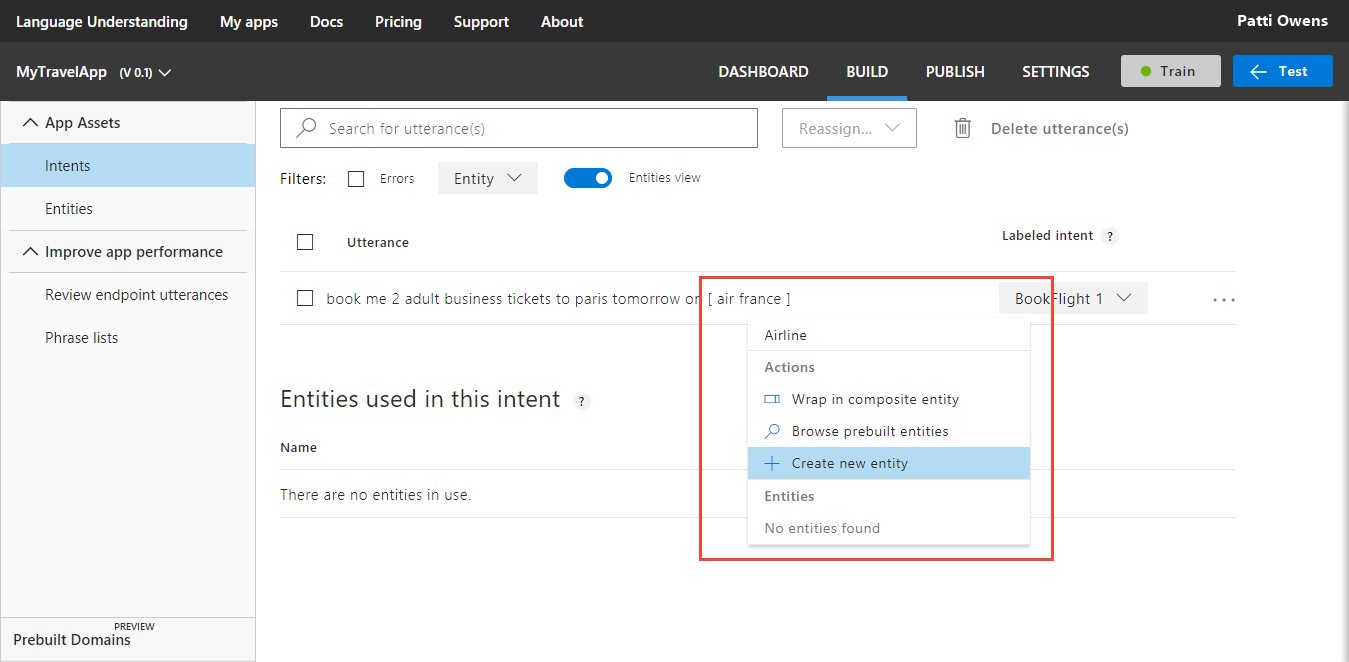 Language Understanding My apps Docs Pricing Support About Patti Owens
MyTravelApp (V 0.1) DASHBOARD BUILD PUBLISH SETTINGS Train Test
App Assets
Intents
Entities
Improve app performance
Review endpoint utterances
Phrase lists
PREVIEW
Prebuilt Domains
Search for utterance(s) Reassign... Delete utterance(s)
Filters: Errors Entity Entities view
Utterance Labeled intent ?
book me 2 adult business tickets to paris tomorrow on [ air france ] BookFlight 1 ...
Airline
Actions
Wrap in composite entity
Browse prebuilt entities
Create new entity
Entities
No entities found
Entities used in this intent ?
Name
There are no entities in use.